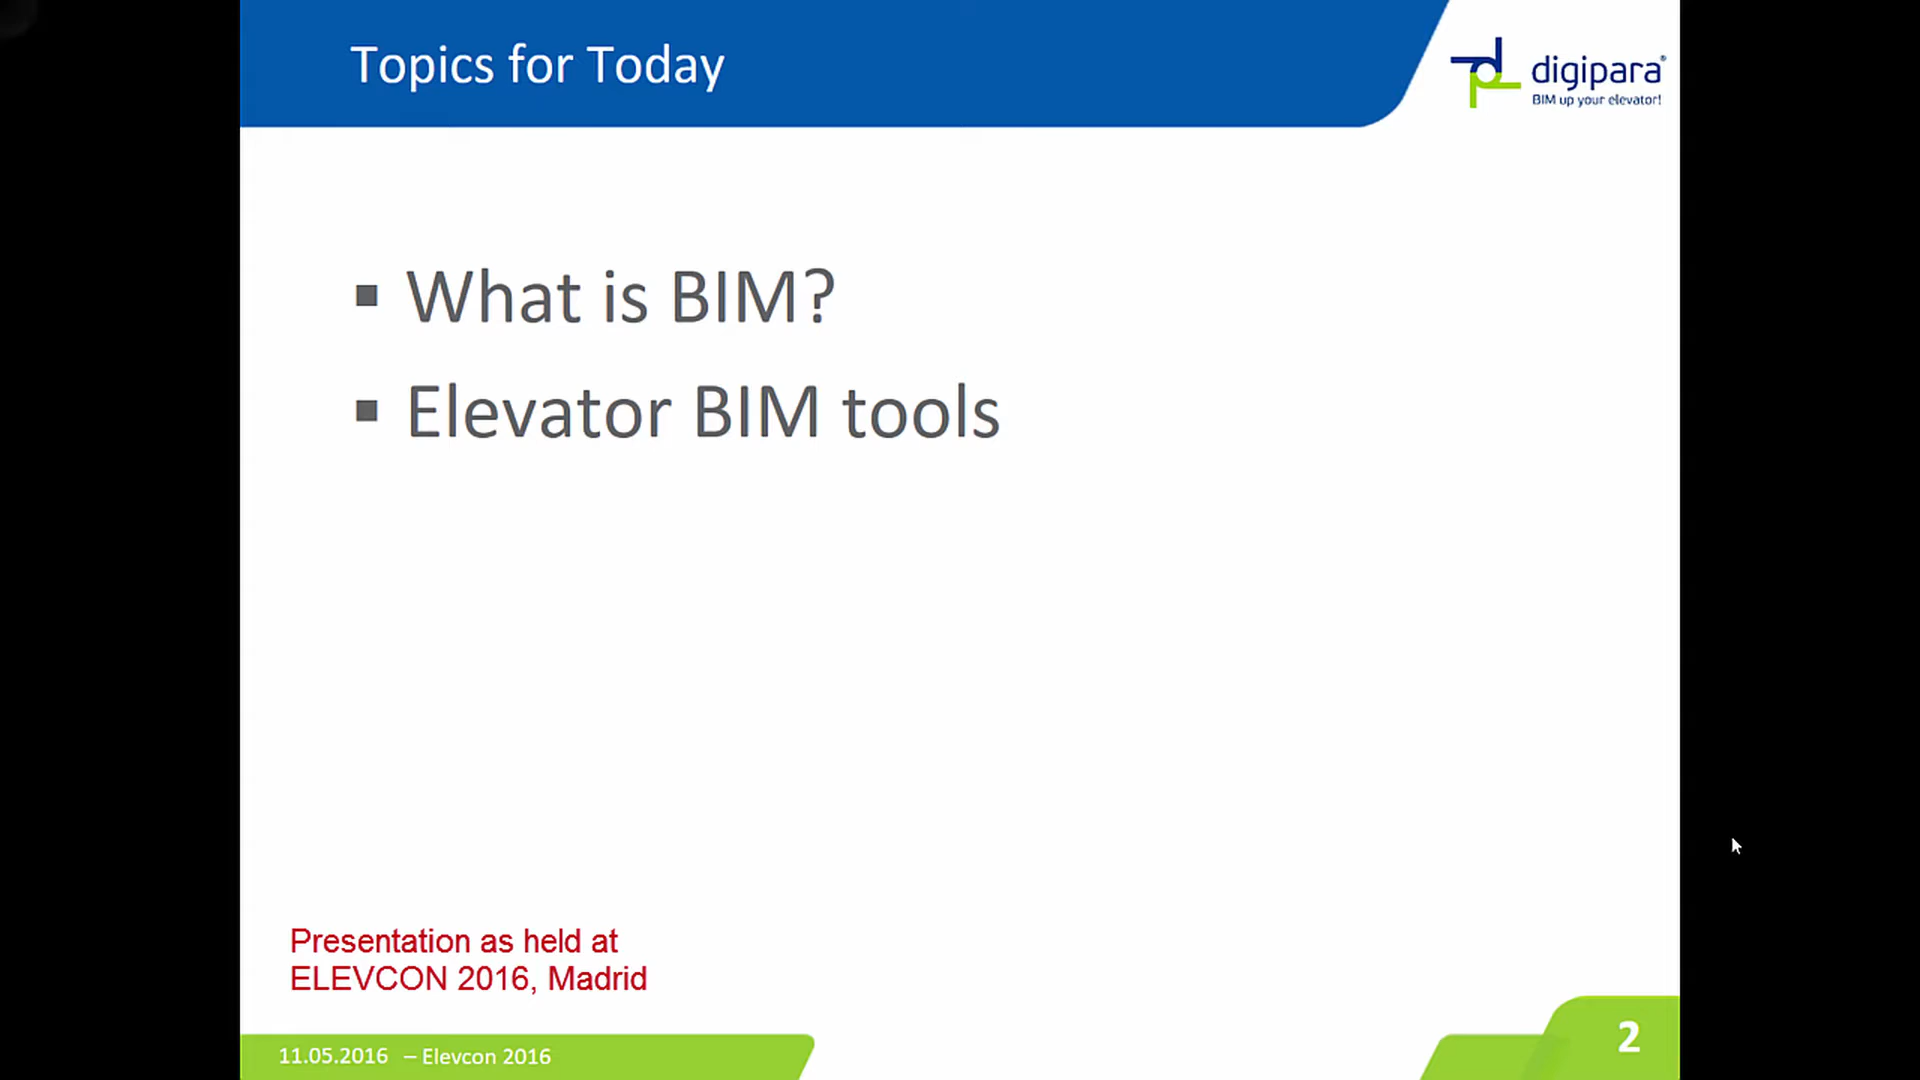 Topics for Today
digipara®
BIM up your elevator!
▪ What is BIM?
▪ Elevator BIM tools
Presentation as held at
ELEVCON 2016, Madrid
11.05.2016 – Elevcon 2016
2